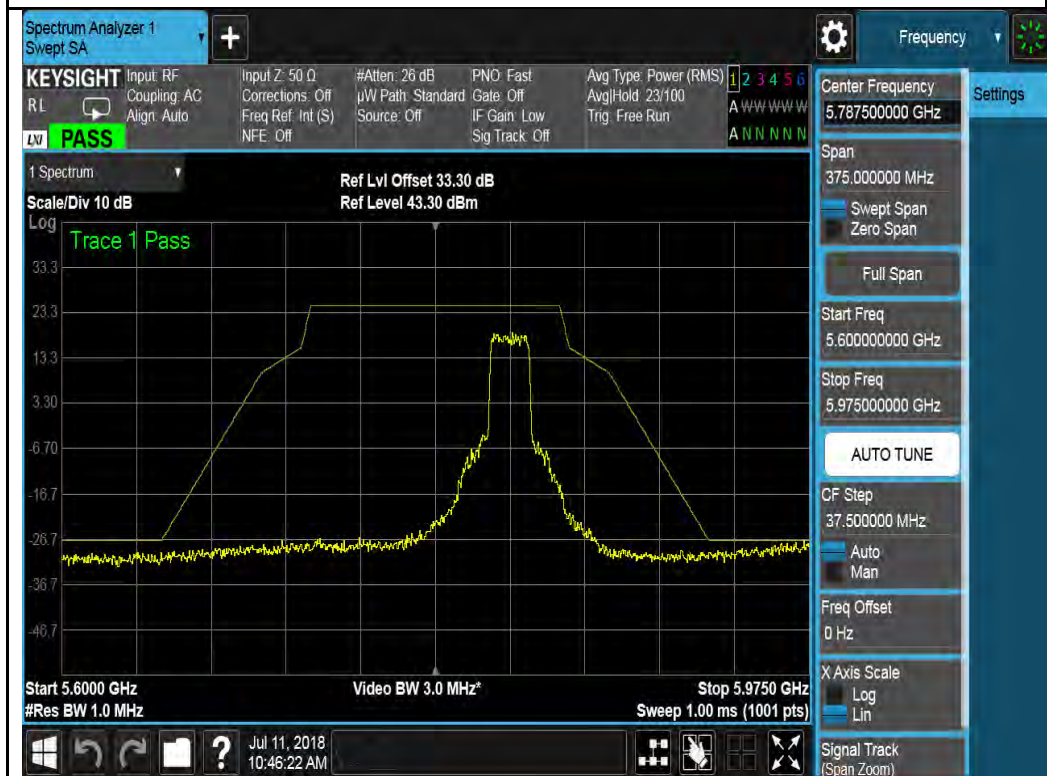 Spectrum Analyzer 1
Swept SA
+
Frequency
KEYSIGHT
RL
LXI PASS
Input: RF
Coupling: AC
Align: Auto
Input Z: 50 Ω
Corrections: Off
Freq Ref: Int (S)
NFE: Off
#Atten: 26 dB
µW Path: Standard
Source: Off
PNO: Fast
Gate: Off
IF Gain: Low
Sig Track: Off
Avg Type: Power (RMS)
Avg|Hold: 23/100
Trig: Free Run
1 2 3 4 5 6
A W W W W W
A N N N N N
1 Spectrum
Scale/Div 10 dB
Ref Lvl Offset 33.30 dB
Ref Level 43.30 dBm
Log
Trace 1 Pass
33.3
23.3
13.3
3.30
-6.70
-16.7
-26.7
-36.7
-46.7
Start 5.6000 GHz
#Res BW 1.0 MHz
Video BW 3.0 MHz*
Stop 5.9750 GHz
Sweep 1.00 ms (1001 pts)
?
Jul 11, 2018
10:46:22 AM
Center Frequency
5.787500000 GHz
Settings
Span
375.000000 MHz
Swept Span
Zero Span
Full Span
Start Freq
5.600000000 GHz
Stop Freq
5.975000000 GHz
AUTO TUNE
CF Step
37.500000 MHz
Auto
Man
Freq Offset
0 Hz
X Axis Scale
Log
Lin
Signal Track
(Span Zoom)